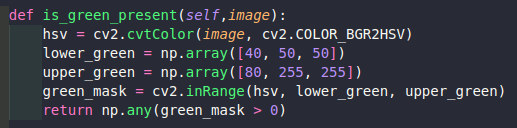 def is_green_present(self,image):
    hsv = cv2.cvtColor(image, cv2.COLOR_BGR2HSV)
    lower_green = np.array([40, 50, 50])
    upper_green = np.array([80, 255, 255])
    green_mask = cv2.inRange(hsv, lower_green, upper_green)
    return np.any(green_mask > 0)